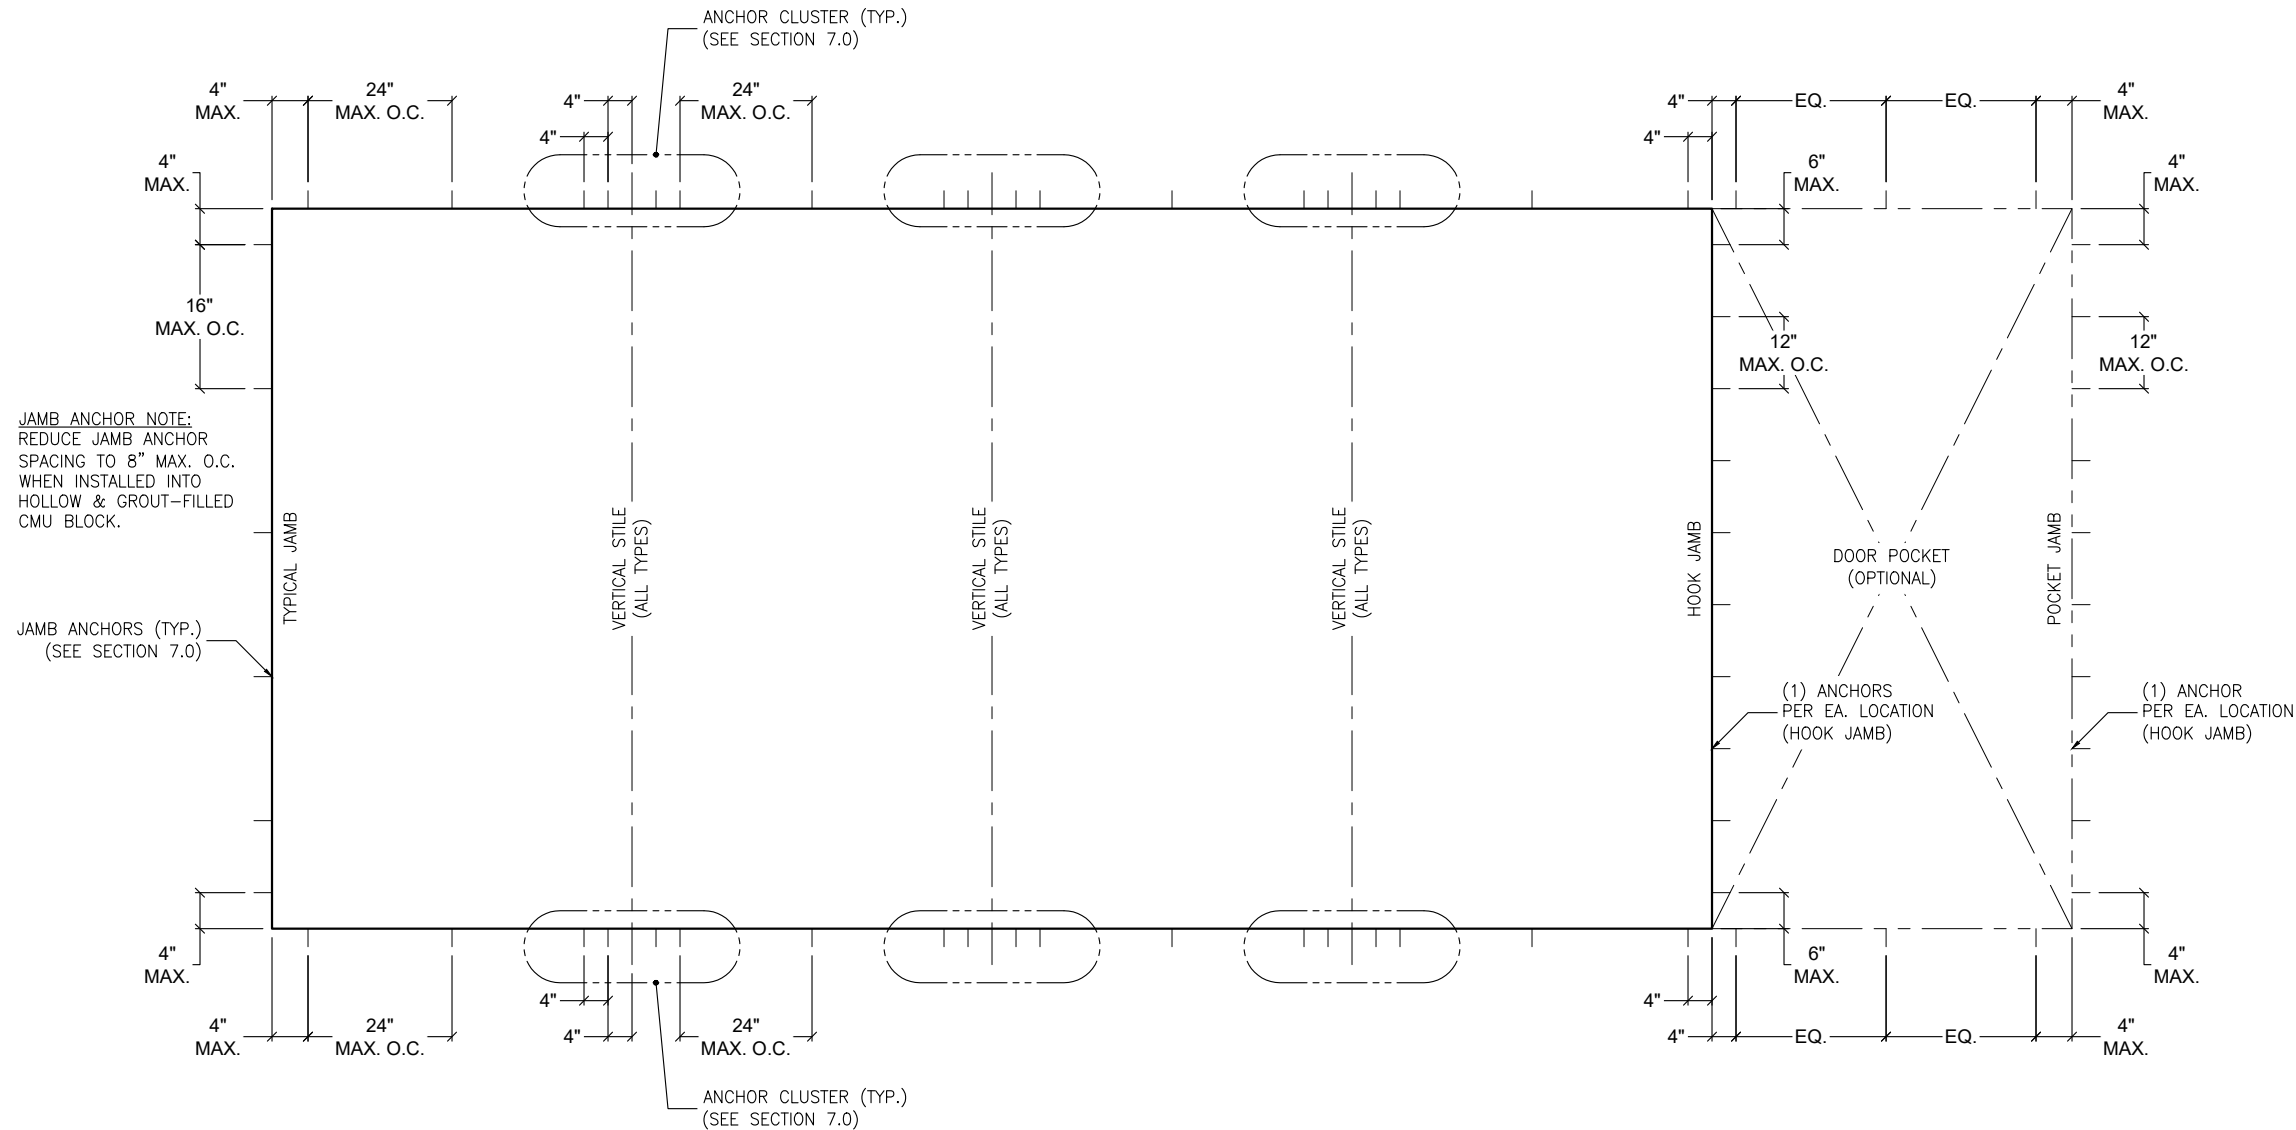 ANCHOR CLUSTER (TYP.)
(SEE SECTION 7.0)
4"
MAX.
24"
MAX. O.C.
4"
24"
MAX. O.C.
4"
EQ.
EQ.
4"
MAX.
4"
4"
4"
MAX.
6"
MAX.
4"
MAX.
16"
MAX. O.C.
12"
MAX. O.C.
12"
MAX. O.C.
JAMB ANCHOR NOTE:
REDUCE JAMB ANCHOR
SPACING TO 8" MAX. O.C.
WHEN INSTALLED INTO
HOLLOW & GROUT-FILLED
CMU BLOCK.
TYPICAL JAMB
VERTICAL STILE
(ALL TYPES)
VERTICAL STILE
(ALL TYPES)
VERTICAL STILE
(ALL TYPES)
HOOK JAMB
DOOR POCKET
(OPTIONAL)
POCKET JAMB
JAMB ANCHORS (TYP.)
(SEE SECTION 7.0)
(1) ANCHORS
PER EA. LOCATION
(HOOK JAMB)
(1) ANCHOR
PER EA. LOCATION
(HOOK JAMB)
4"
MAX.
6"
MAX.
4"
MAX.
4"
4"
4"
MAX.
24"
MAX. O.C.
4"
24"
MAX. O.C.
4"
EQ.
EQ.
4"
MAX.
ANCHOR CLUSTER (TYP.)
(SEE SECTION 7.0)